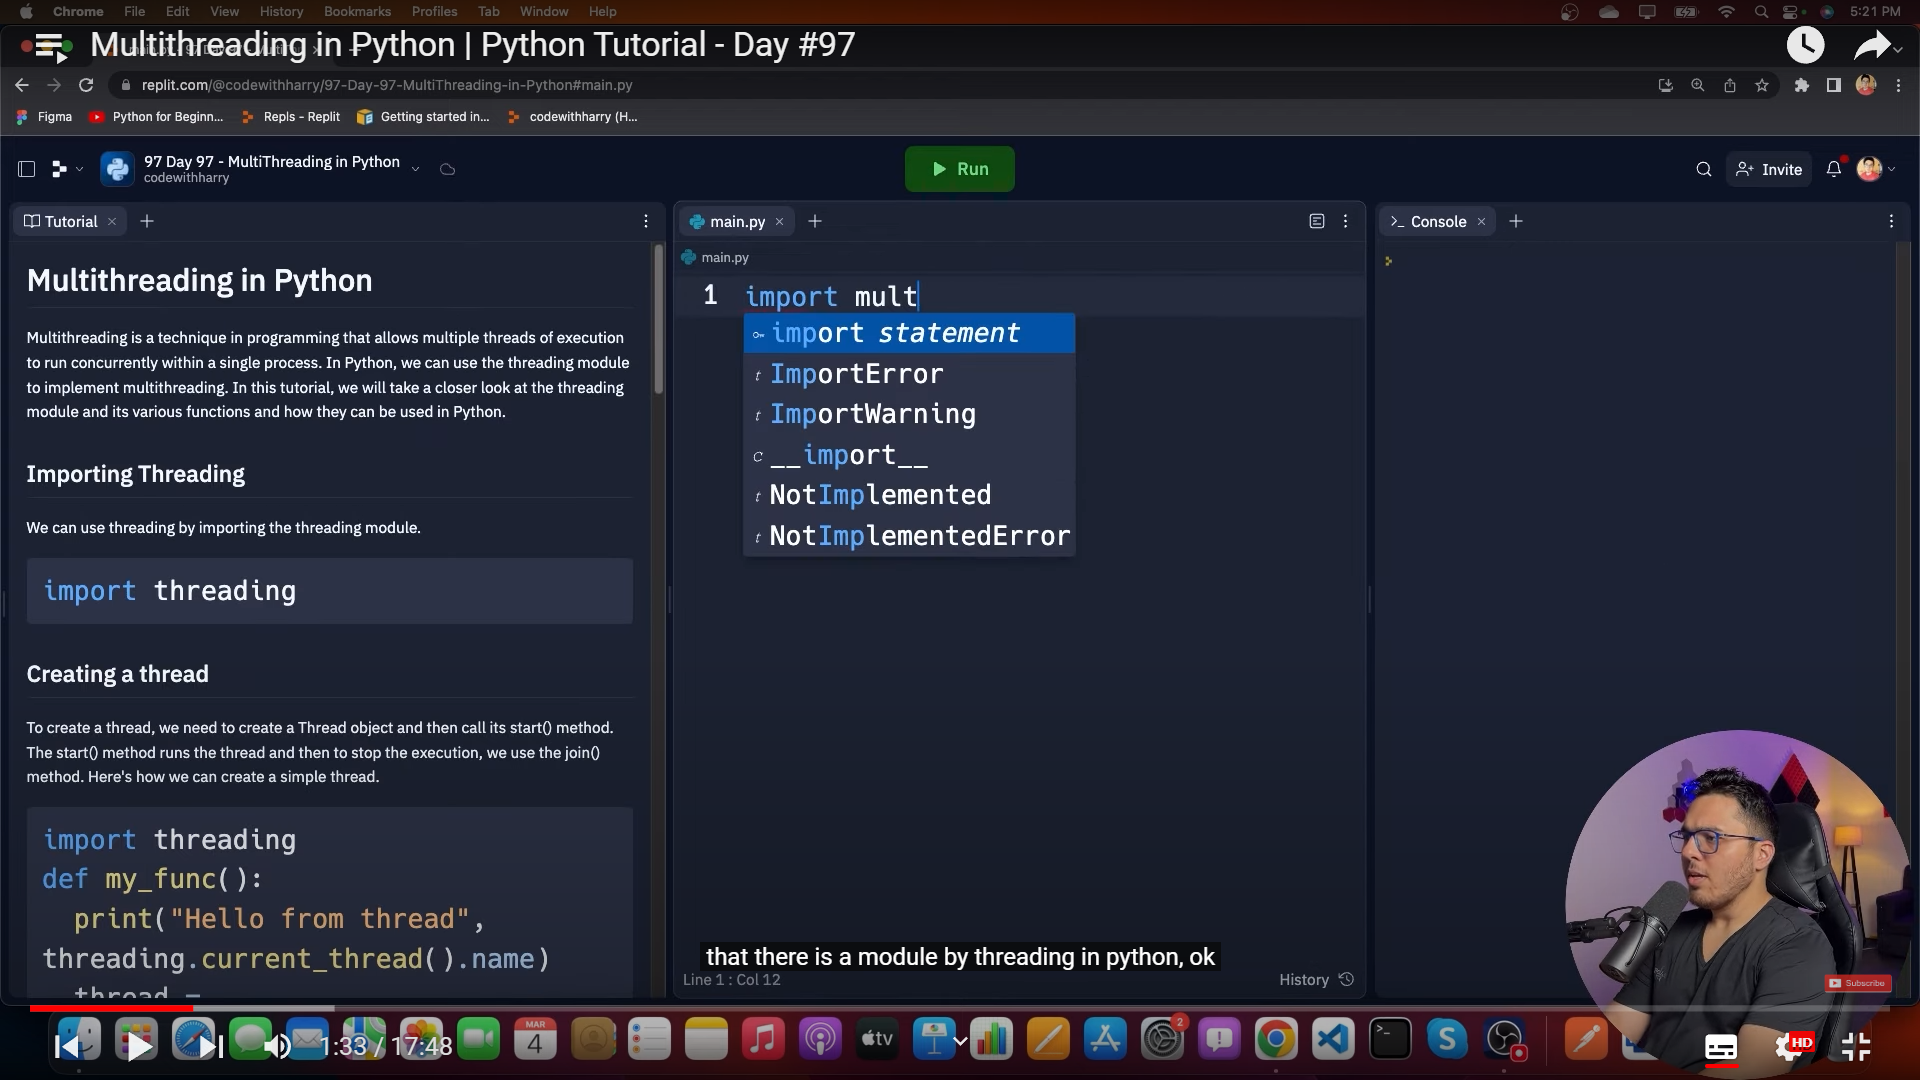 Chrome File Edit View History Bookmarks Profiles Tab Window Help 5:21 PM
Multithreading in Python | Python Tutorial - Day #97
replit.com/@codewithharry/97-Day-97-MultiThreading-in-Python#main.py
Figma Python for Beginn... Repls - Replit Getting started in... codewithharry (H...
97 Day 97 - MultiThreading in Python
codewithharry
Run
Invite
Tutorial
Multithreading in Python
Multithreading is a technique in programming that allows multiple threads of execution
to run concurrently within a single process. In Python, we can use the threading module
to implement multithreading. In this tutorial, we will take a closer look at the threading
module and its various functions and how they can be used in Python.
Importing Threading
We can use threading by importing the threading module.
import threading
Creating a thread
To create a thread, we need to create a Thread object and then call its start() method.
The start() method runs the thread and then to stop the execution, we use the join()
method. Here's how we can create a simple thread.
import threading
def my_func():
print("Hello from thread",
threading.current_thread().name)
thread =
main.py
main.py
1 import mult
import statement
ImportError
ImportWarning
__import__
NotImplemented
NotImplementedError
that there is a module by threading in python, ok
Line 1 : Col 12
History
Console
Subscribe
1:33 / 17:48
MAR
4
tv
2
HD